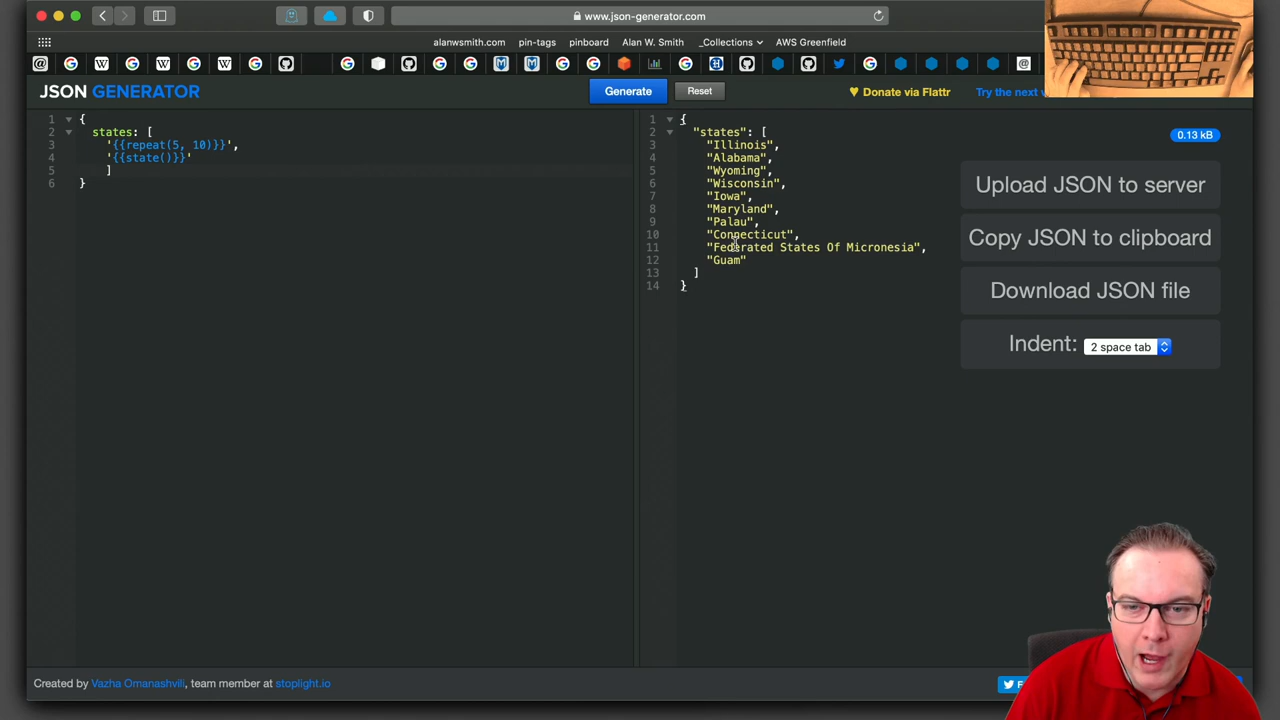 www.json-generator.com
alanwsmith.com pin-tags pinboard Alan W. Smith _Collections AWS Greenfield
JSON GENERATOR Generate Reset ♥ Donate via Flattr Try the next v
1 {
2 states: [
3 '{{repeat(5, 10)}}',
4 '{{state()}}'
5 ]
6 }
1 {
2 "states": [
3 "Illinois",
4 "Alabama",
5 "Wyoming",
6 "Wisconsin",
7 "Iowa",
8 "Maryland",
9 "Palau",
10 "Connecticut",
11 "Federated States Of Micronesia",
12 "Guam"
13 ]
14 }
0.13 kB
Upload JSON to server
Copy JSON to clipboard
Download JSON file
Indent: 2 space tab
Created by Vazha Omanashvili, team member at stoplight.io